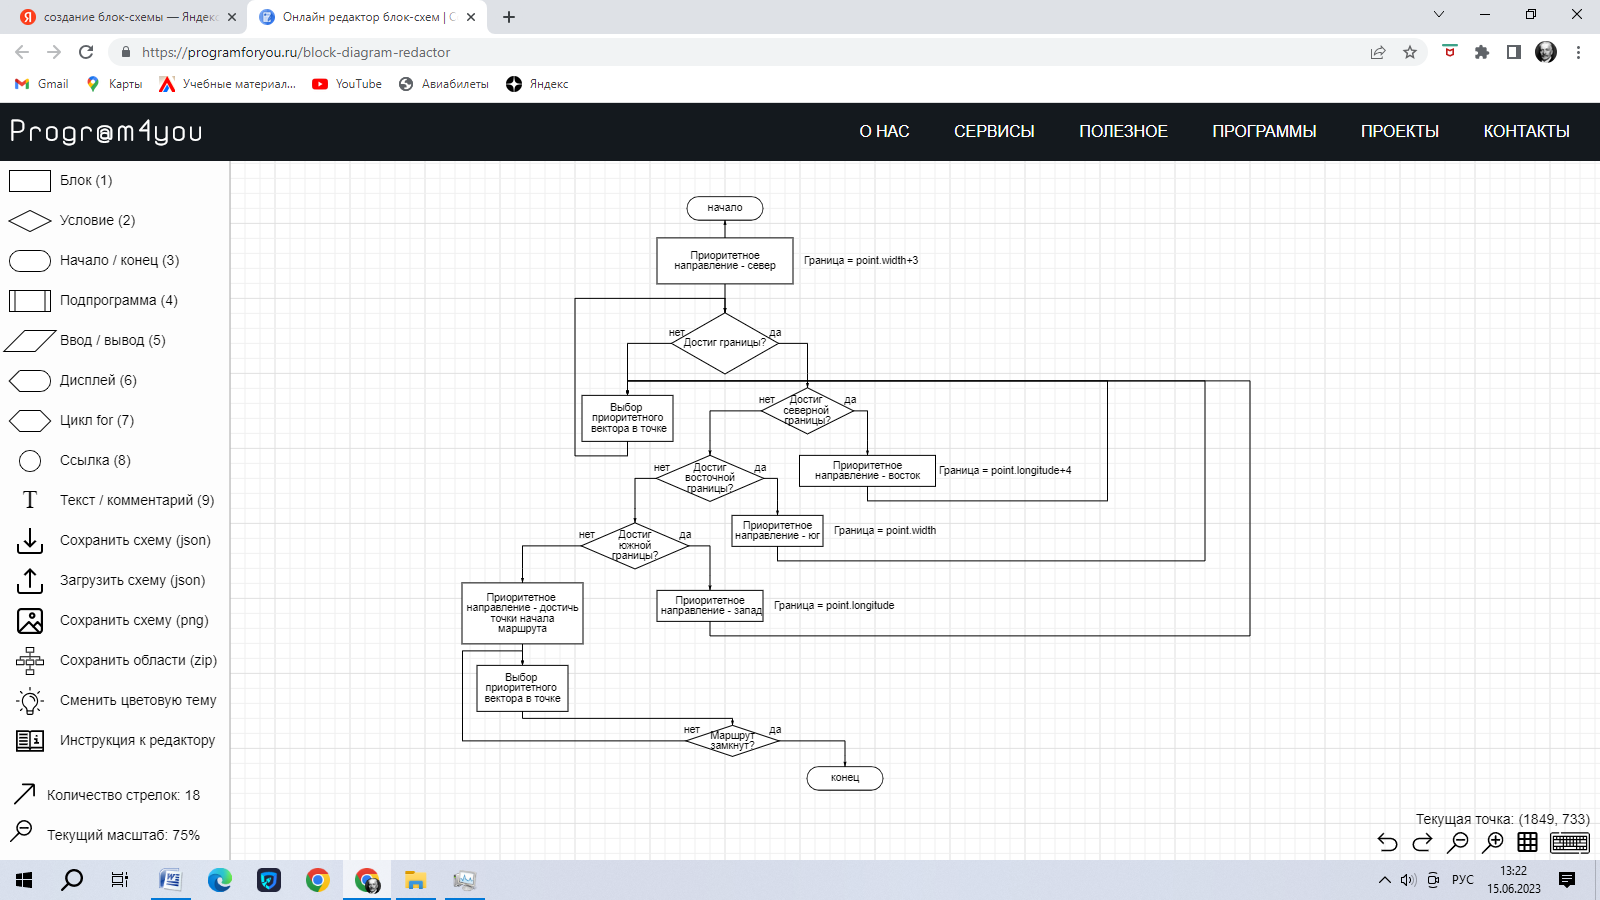 создание блок-схемы — Яндекс
Онлайн редактор блок-схем | С
https://programforyou.ru/block-diagram-redactor
Gmail
Карты
Учебные материал...
YouTube
Авиабилеты
Яндекс
Progr@m4you
О НАС
СЕРВИСЫ
ПОЛЕЗНОЕ
ПРОГРАММЫ
ПРОЕКТЫ
КОНТАКТЫ
Блок (1)
Условие (2)
Начало / конец (3)
Подпрограмма (4)
Ввод / вывод (5)
Дисплей (6)
Цикл for (7)
Ссылка (8)
T Текст / комментарий (9)
Сохранить схему (json)
Загрузить схему (json)
Сохранить схему (png)
Сохранить области (zip)
Сменить цветовую тему
Инструкция к редактору
Количество стрелок: 18
Текущий масштаб: 75%
начало
Приоритетное
направление - север
Граница = point.width+3
нет
да
Достиг границы?
Выбор
приоритетного
вектора в точке
нет
да
Достиг
северной
границы?
Приоритетное
направление - восток
Граница = point.longitude+4
нет
да
Достиг
восточной
границы?
Приоритетное
направление - юг
Граница = point.width
нет
да
Достиг
южной
границы?
Приоритетное
направление - запад
Граница = point.longitude
Приоритетное
направление - достичь
точки начала
маршрута
Выбор
приоритетного
вектора в точке
нет
да
Маршрут
замкнут?
конец
Текущая точка: (1849, 733)
РУС
13:22
15.06.2023